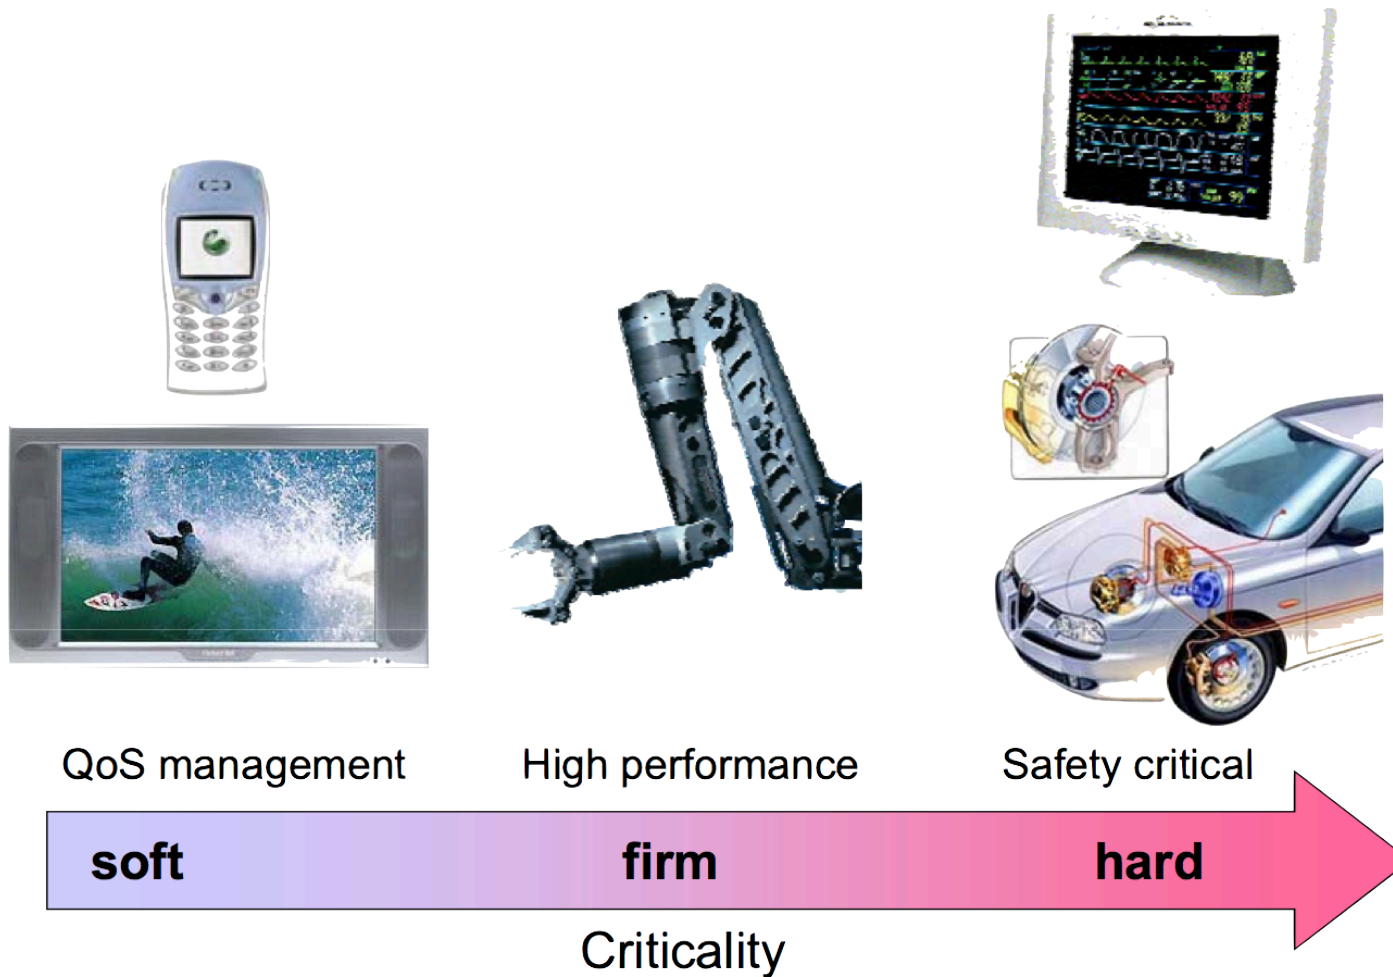 QoS management
High performance
Safety critical
soft
firm
hard
Criticality